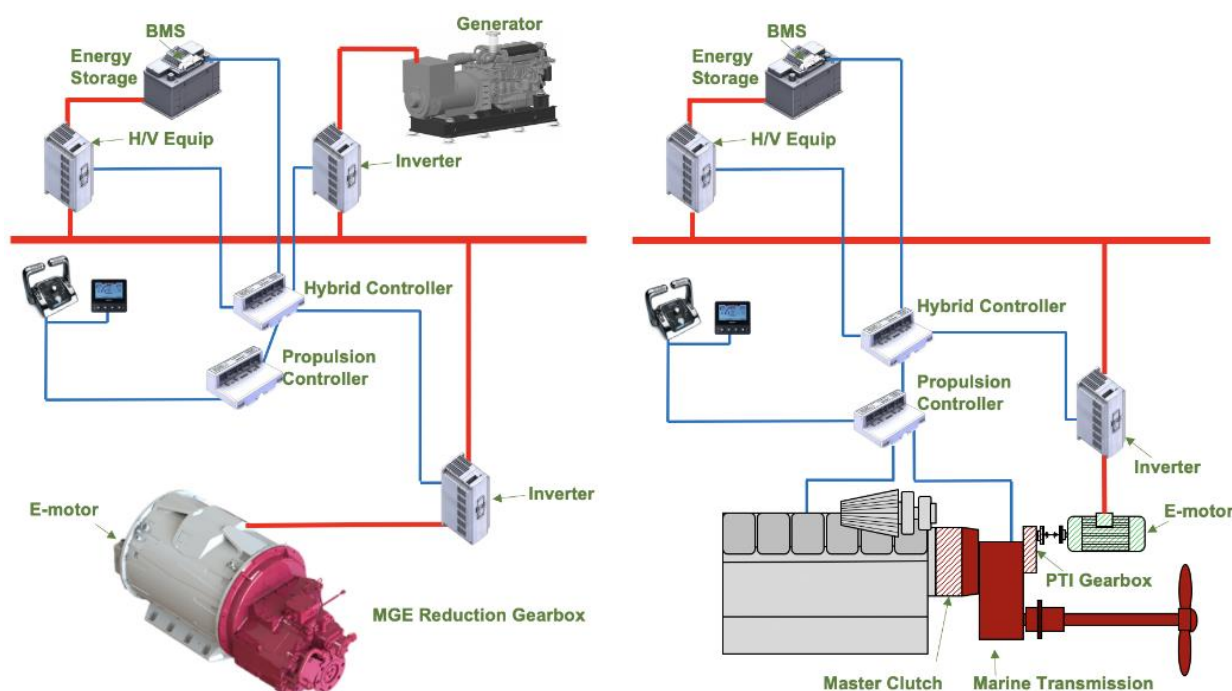 BMS
Energy
Storage
Generator
H/V Equip
Inverter
Hybrid Controller
Propulsion
Controller
Inverter
E-motor
MGE Reduction Gearbox
BMS
Energy
Storage
H/V Equip
Hybrid Controller
Propulsion
Controller
Inverter
E-motor
PTI Gearbox
Master Clutch
Marine Transmission